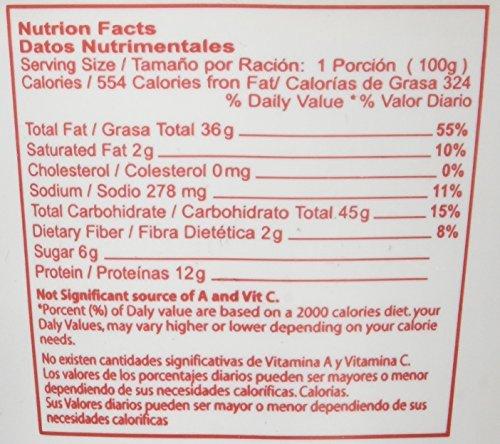 Nutrion Facts
Datos Nutrimentales
Serving Size / Tamaño por Ración: 1 Porción ( 100g )
Calories / 554 Calories fron Fat/ Calorías de Grasa 324
% Daily Value * % Valor Diario
Total Fat / Grasa Total 36g 55%
Saturated Fat 2g 10%
Cholesterol / Colesterol 0mg 0%
Sodium / Sodio 278 mg 11%
Total Carbohidrate / Carbohidrato Total 45g 15%
Dietary Fiber / Fibra Dietética 2g 8%
Sugar 6g
Protein / Proteínas 12g
Not Significant source of A and Vit C.
*Porcent (%) of Daly value are based on a 2000 calories diet. your
Daly Values, may vary higher or lower depending on your calorie
needs.
No existen cantidades significativas de Vitamina A y Vitamina C.
Los valores de los porcentajes diarios pueden ser mayores o menor
dependiendo de sus necesidades caloríficas. Calorias.
Sus Valores diarios pueden ser mayor o menor dependiendo de sus
necesidades calorificas